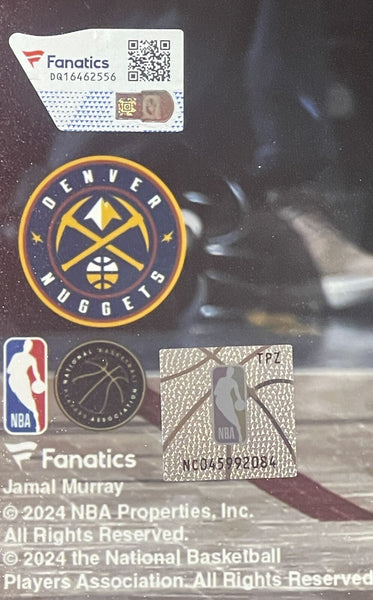 Fanatics
DQ16462556
DENVER
NUGGETS
NATIONAL BASKETBALL
ASSOCIATION
NBA
TPZ
NBA
NC045992084
Fanatics
Jamal Murray
© 2024 NBA Properties, Inc.
All Rights Reserved.
© 2024 the National Basketball
Players Association. All Rights Reserved